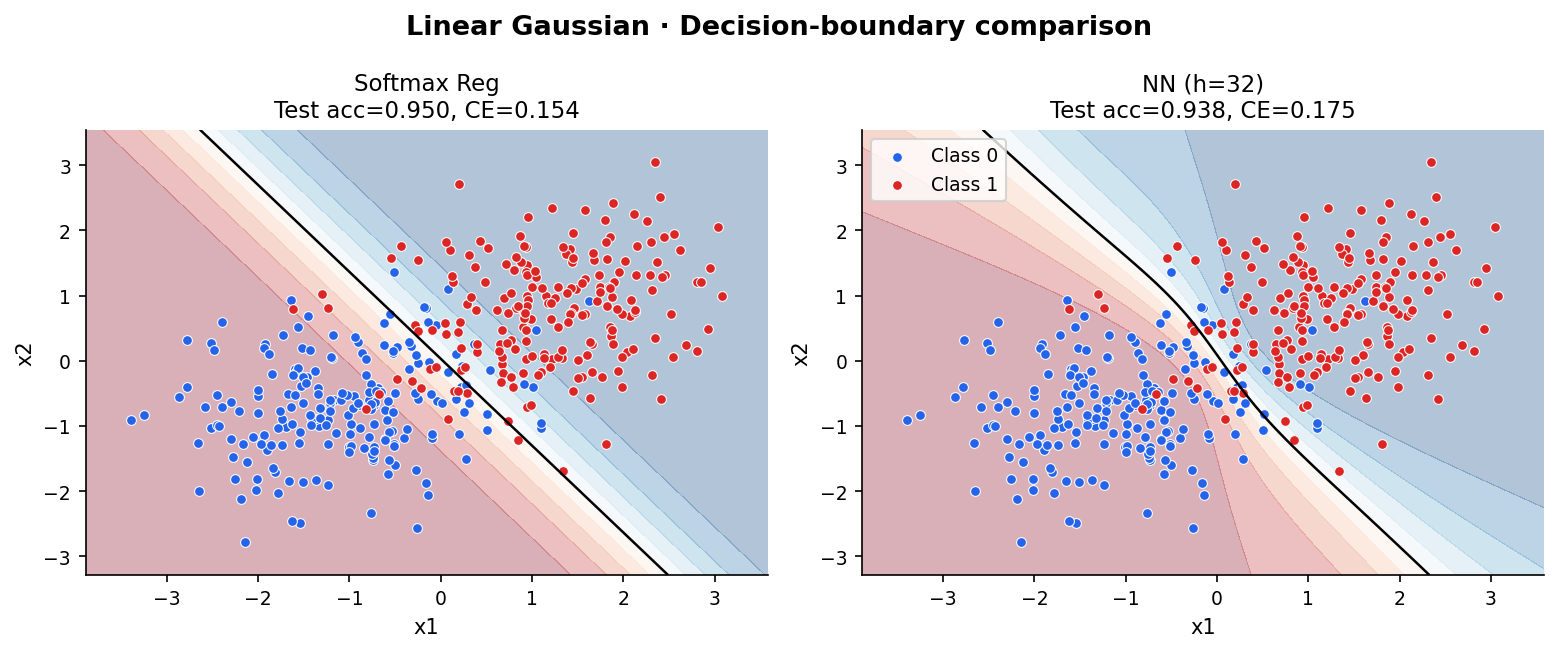 Linear Gaussian · Decision-boundary comparison
Softmax Reg
Test acc=0.950, CE=0.154
3
2
1
0
−1
−2
−3
x2
−3
−2
−1
0
1
2
3
x1
NN (h=32)
Test acc=0.938, CE=0.175
Class 0
Class 1
3
2
1
0
−1
−2
−3
x2
−3
−2
−1
0
1
2
3
x1